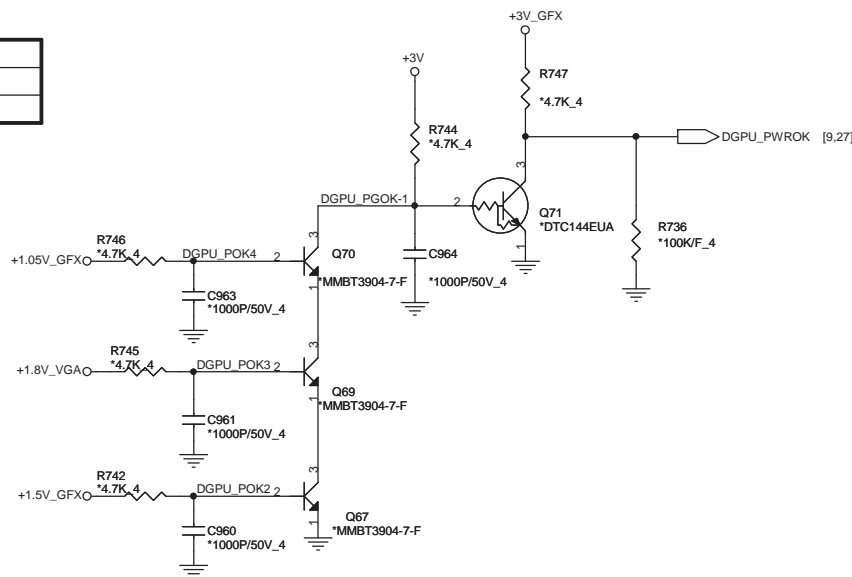 +3V_GFX
+3V
R747
*4.7K_4
R744
*4.7K_4
DGPU_PWROK [9,27]
3
DGPU_PGOK-1
2
Q71
*DTC144EUA
1
R736
*100K/F_4
R746
*4.7K_4
+1.05V_GFX
DGPU_POK4
2
3
Q70
*MMBT3904-7-F
1
C964
*1000P/50V_4
C963
*1000P/50V_4
R745
*4.7K_4
+1.8V_VGA
DGPU_POK3
2
3
Q69
*MMBT3904-7-F
1
C961
*1000P/50V_4
R742
*4.7K_4
+1.5V_GFX
DGPU_POK2
2
3
Q67
*MMBT3904-7-F
1
C960
*1000P/50V_4